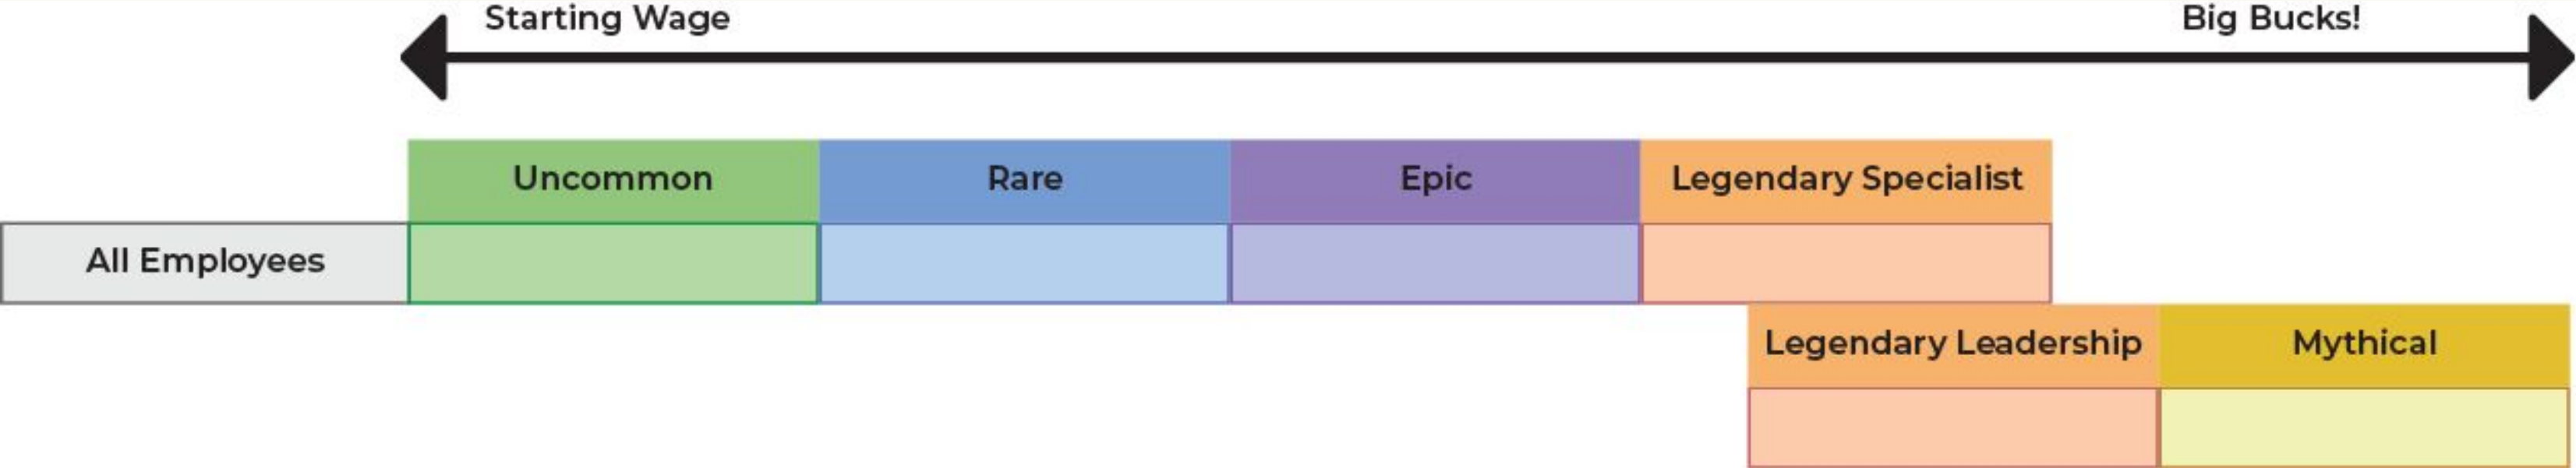 Starting Wage
Big Bucks!
Uncommon
Rare
Epic
Legendary Specialist
All Employees
Legendary Leadership
Mythical